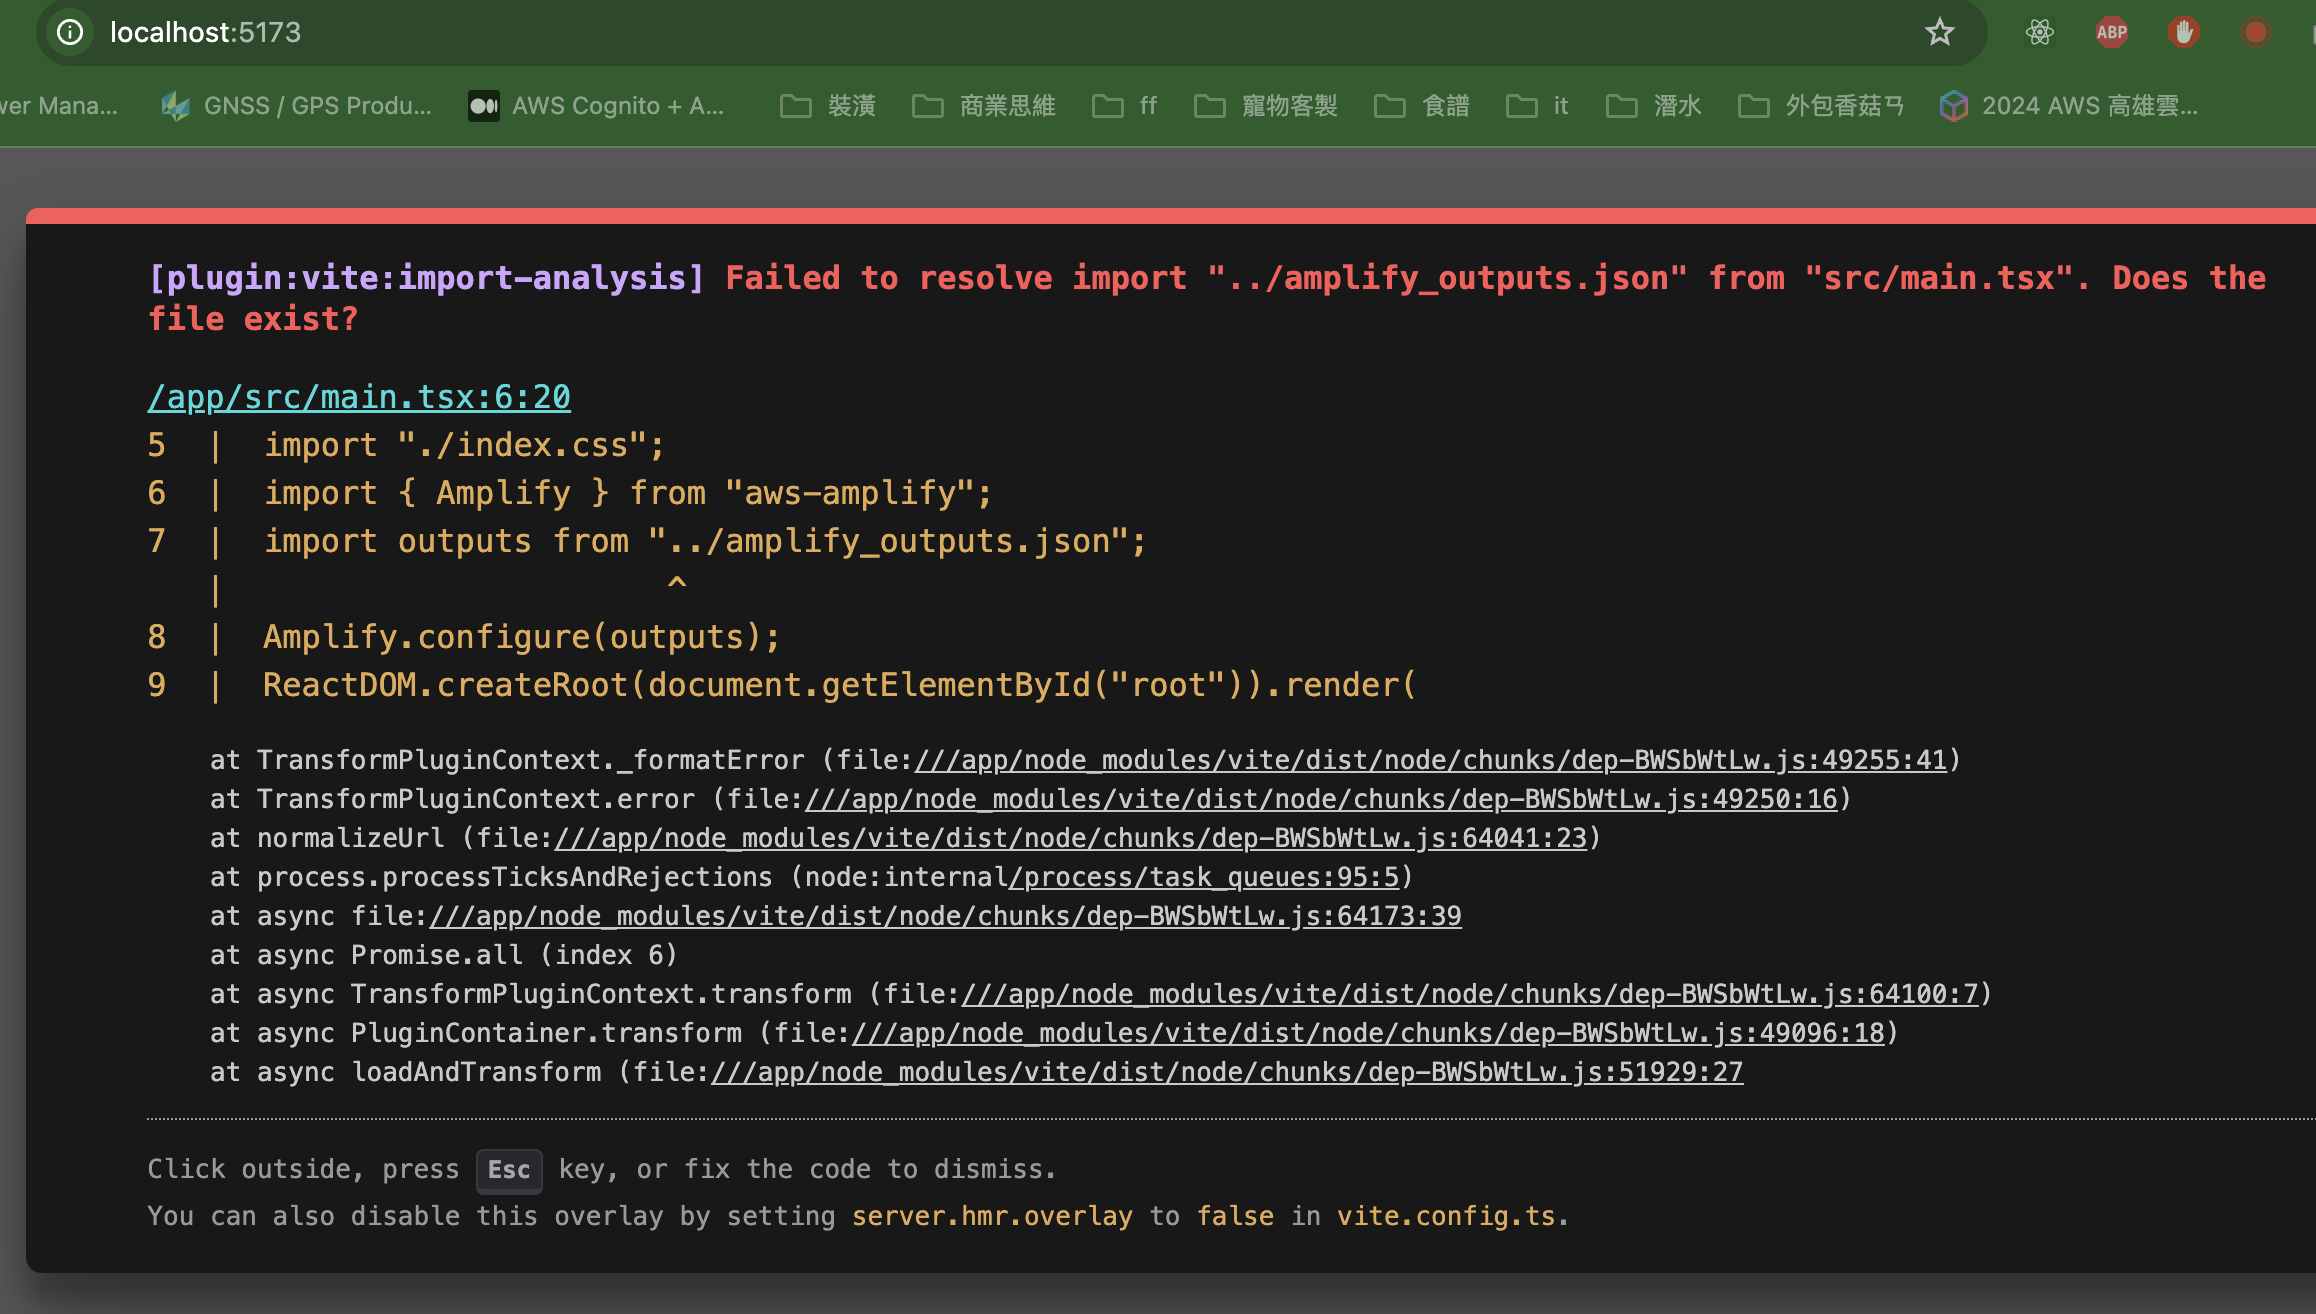 localhost:5173
ABP
wer Mana...
GNSS / GPS Produ...
AWS Cognito + A...
裝潢
商業思維
ff
寵物客製
食譜
it
潛水
外包香菇ㄢ
2024 AWS 高雄雲...
[plugin:vite:import-analysis] Failed to resolve import "../amplify_outputs.json" from "src/main.tsx". Does the
file exist?
/app/src/main.tsx:6:20
5  |  import "./index.css";
6  |  import { Amplify } from "aws-amplify";
7  |  import outputs from "../amplify_outputs.json";
   |                       ^
8  |  Amplify.configure(outputs);
9  |  ReactDOM.createRoot(document.getElementById("root")).render(
at TransformPluginContext._formatError (file:///app/node_modules/vite/dist/node/chunks/dep-BWSbWtLw.js:49255:41)
at TransformPluginContext.error (file:///app/node_modules/vite/dist/node/chunks/dep-BWSbWtLw.js:49250:16)
at normalizeUrl (file:///app/node_modules/vite/dist/node/chunks/dep-BWSbWtLw.js:64041:23)
at process.processTicksAndRejections (node:internal/process/task_queues:95:5)
at async file:///app/node_modules/vite/dist/node/chunks/dep-BWSbWtLw.js:64173:39
at async Promise.all (index 6)
at async TransformPluginContext.transform (file:///app/node_modules/vite/dist/node/chunks/dep-BWSbWtLw.js:64100:7)
at async PluginContainer.transform (file:///app/node_modules/vite/dist/node/chunks/dep-BWSbWtLw.js:49096:18)
at async loadAndTransform (file:///app/node_modules/vite/dist/node/chunks/dep-BWSbWtLw.js:51929:27
Click outside, press Esc key, or fix the code to dismiss.
You can also disable this overlay by setting server.hmr.overlay to false in vite.config.ts.